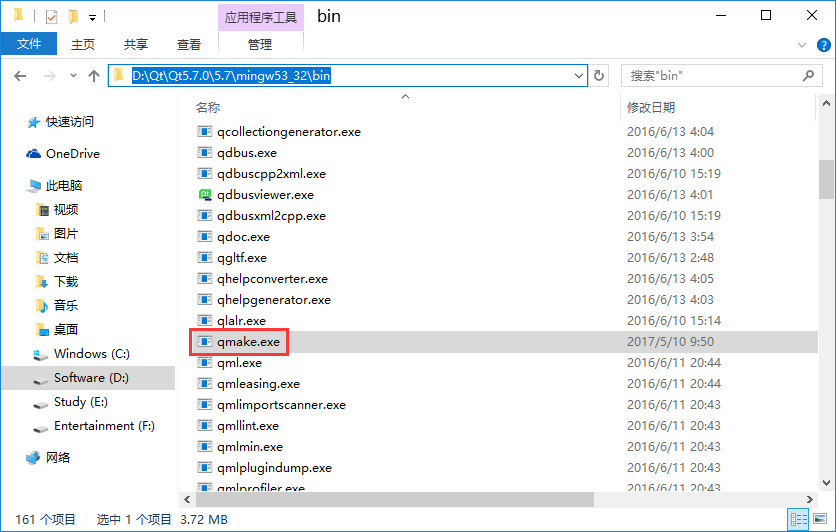 应用程序工具 bin
文件 主页 共享 查看 管理
D:\Qt\Qt5.7.0\5.7\mingw53_32\bin 搜索"bin"
快速访问
OneDrive
此电脑
视频
图片
文档
下载
音乐
桌面
Windows (C:)
Software (D:)
Study (E:)
Entertainment (F:)
网络
名称 修改日期
qcollectiongenerator.exe 2016/6/13 4:04
qdbus.exe 2016/6/13 4:00
qdbuscpp2xml.exe 2016/6/10 15:19
qdbusviewer.exe 2016/6/13 4:01
qdbusxml2cpp.exe 2016/6/10 15:19
qdoc.exe 2016/6/13 3:54
qgltf.exe 2016/6/13 2:48
qhelpconverter.exe 2016/6/13 4:05
qhelpgenerator.exe 2016/6/13 4:03
qlalr.exe 2016/6/10 15:14
qmake.exe 2017/5/10 9:50
qml.exe 2016/6/11 20:44
qmleasing.exe 2016/6/11 20:44
qmlimportscanner.exe 2016/6/11 20:43
qmllint.exe 2016/6/11 20:43
qmlmin.exe 2016/6/11 20:43
qmlplugindump.exe 2016/6/11 20:43
qmlprofiler.exe 2016/6/11 20:43
161 个项目 选中 1 个项目 3.72 MB